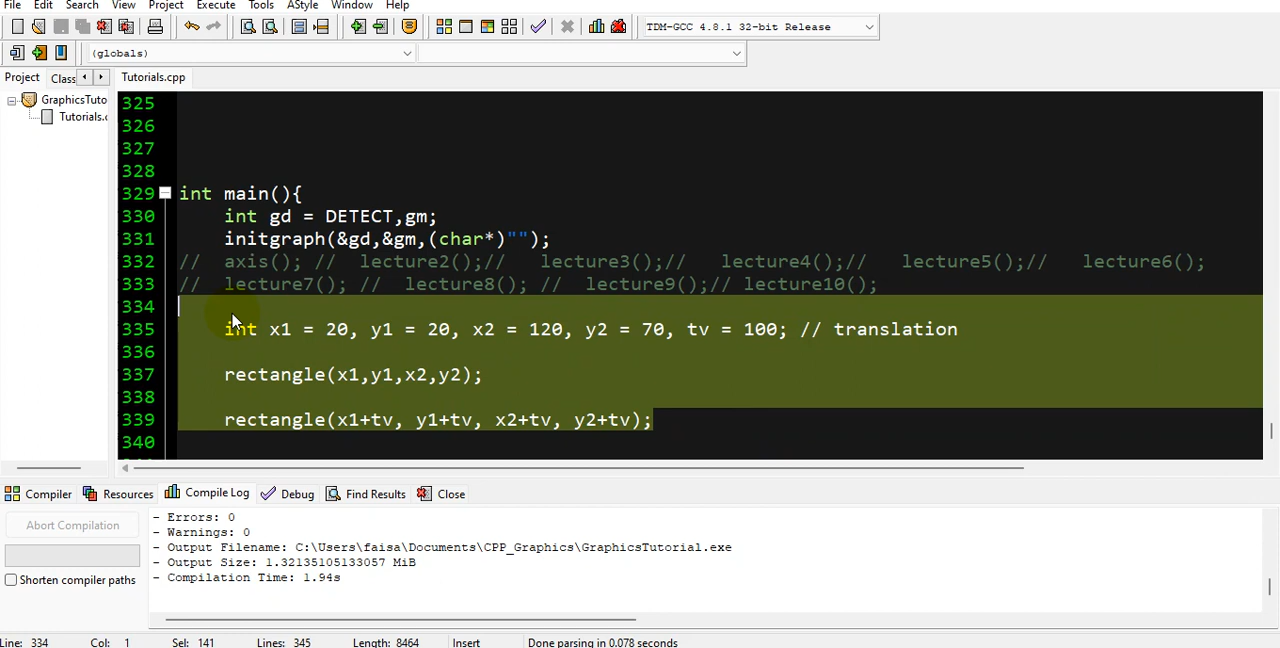 File Edit Search View Project Execute Tools AStyle Window Help
TDM-GCC 4.8.1 32-bit Release
(globals)
Project Class Tutorials.cpp
GraphicsTuto
Tutorials.c
325
326
327
328
329 int main(){
330 int gd = DETECT,gm;
331 initgraph(&gd,&gm,(char*)"");
332 // axis(); // lecture2();// lecture3();// lecture4();// lecture5();// lecture6();
333 // lecture7(); // lecture8(); // lecture9();// lecture10();
334
335 int x1 = 20, y1 = 20, x2 = 120, y2 = 70, tv = 100; // translation
336
337 rectangle(x1,y1,x2,y2);
338
339 rectangle(x1+tv, y1+tv, x2+tv, y2+tv);
340
Compiler Resources Compile Log Debug Find Results Close
Abort Compilation
Shorten compiler paths
- Errors: 0
- Warnings: 0
- Output Filename: C:\Users\faisa\Documents\CPP_Graphics\GraphicsTutorial.exe
- Output Size: 1.32135105133057 MiB
- Compilation Time: 1.94s
Line: 334 Col: 1 Sel: 141 Lines: 345 Length: 8464 Insert Done parsing in 0.078 seconds